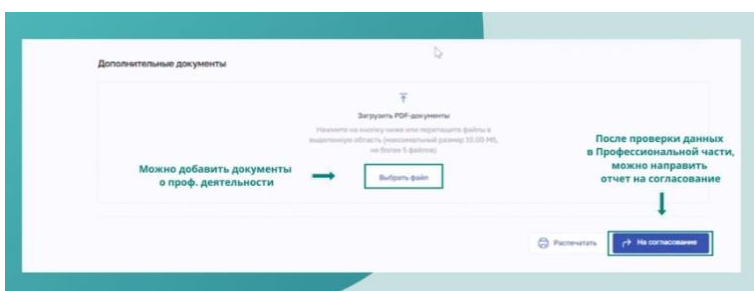 Дополнительные документы
Загрузить PDF-документы
Нажмите на кнопку ниже или перетащите файлы в
выделенную область (максимальный размер 10.00 Мб,
не более 5 файлов)
Можно добавить документы
о проф. деятельности
Выбрать файл
После проверки данных
в Профессиональной части,
можно направить
отчет на согласование
Распечатать
На согласование